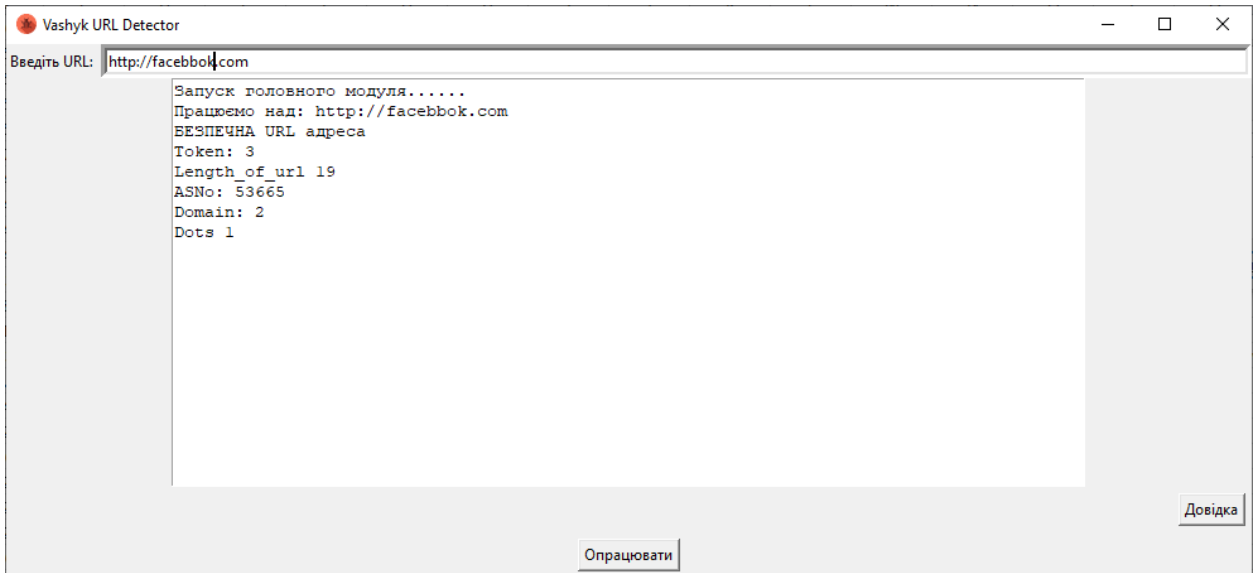 Vashyk URL Detector
Введіть URL: http://facebbok.com
Запуск головного модуля......
Працюємо над: http://facebbok.com
БЕЗПЕЧНА URL адреса
Token: 3
Length_of_url 19
ASNo: 53665
Domain: 2
Dots 1
Довідка
Опрацювати